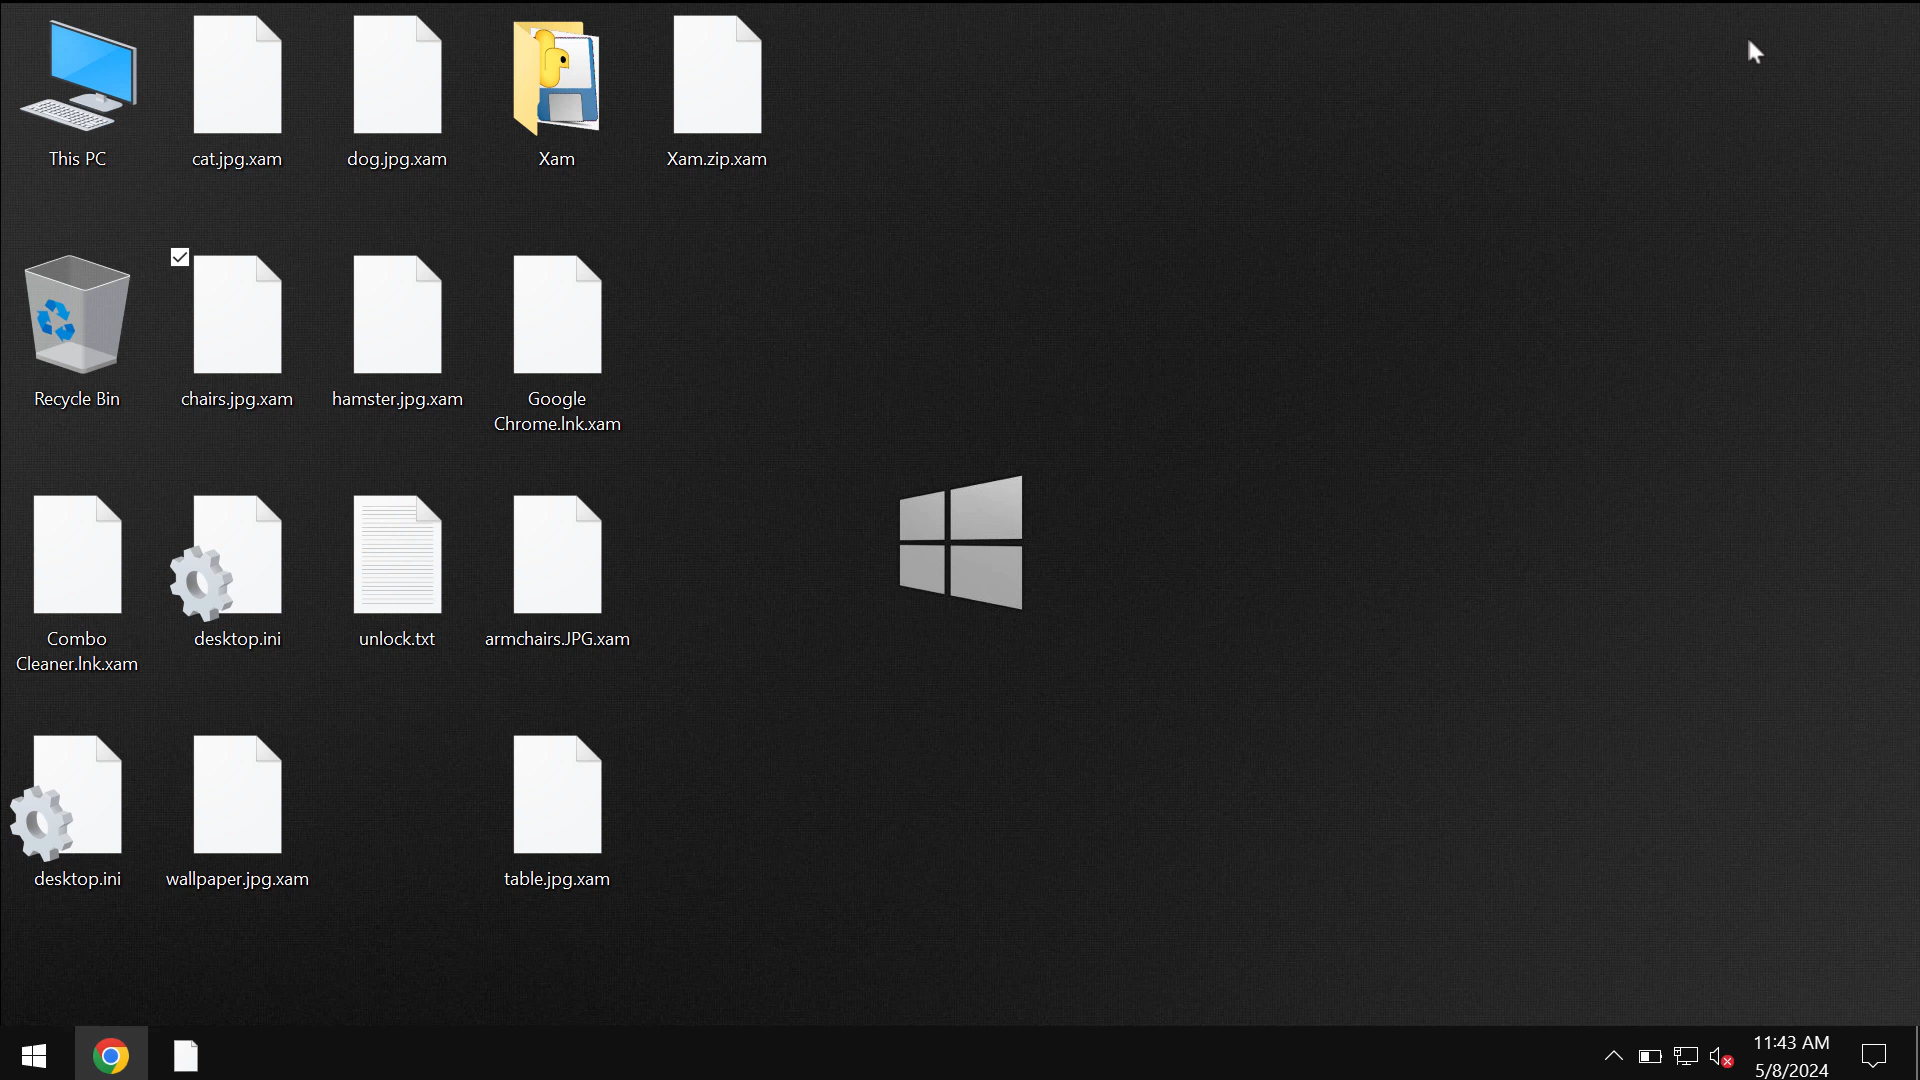 This PC
cat.jpg.xam
dog.jpg.xam
Xam
Xam.zip.xam
Recycle Bin
chairs.jpg.xam
hamster.jpg.xam
Google
Chrome.lnk.xam
Combo
Cleaner.lnk.xam
desktop.ini
unlock.txt
armchairs.JPG.xam
desktop.ini
wallpaper.jpg.xam
table.jpg.xam
11:43 AM
5/8/2024